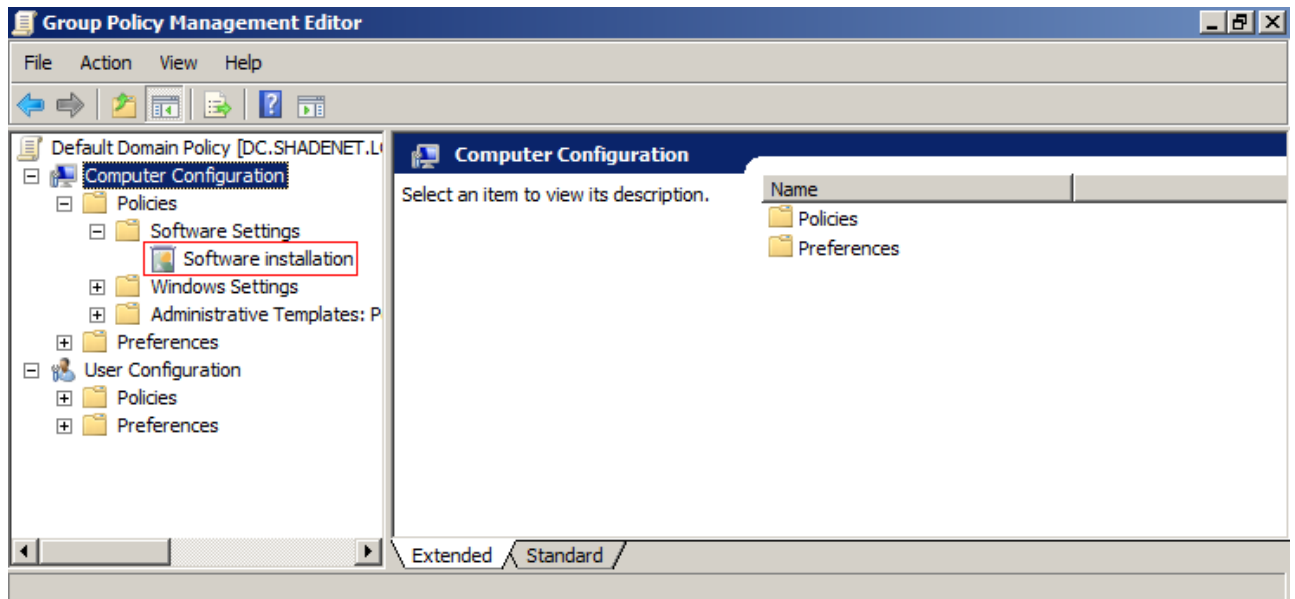 Group Policy Management Editor
File Action View Help
Default Domain Policy [DC.SHADENET.L
Computer Configuration
Policies
Software Settings
Software installation
Windows Settings
Administrative Templates: P
Preferences
User Configuration
Policies
Preferences
Computer Configuration
Select an item to view its description.
Name
Policies
Preferences
Extended Standard